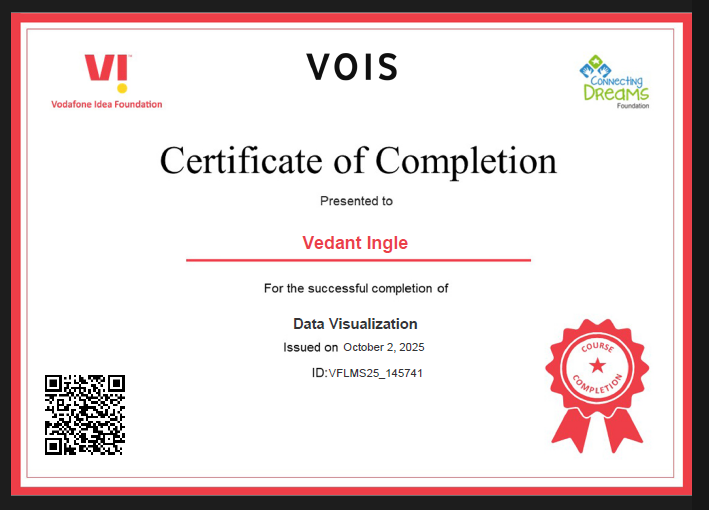 VI
Vodafone Idea Foundation
VOIS
Connecting
Dreams
Foundation
Certificate of Completion
Presented to
Vedant Ingle
For the successful completion of
Data Visualization
Issued on October 2, 2025
ID:VFLMS25_145741
COURSE
COMPLETION